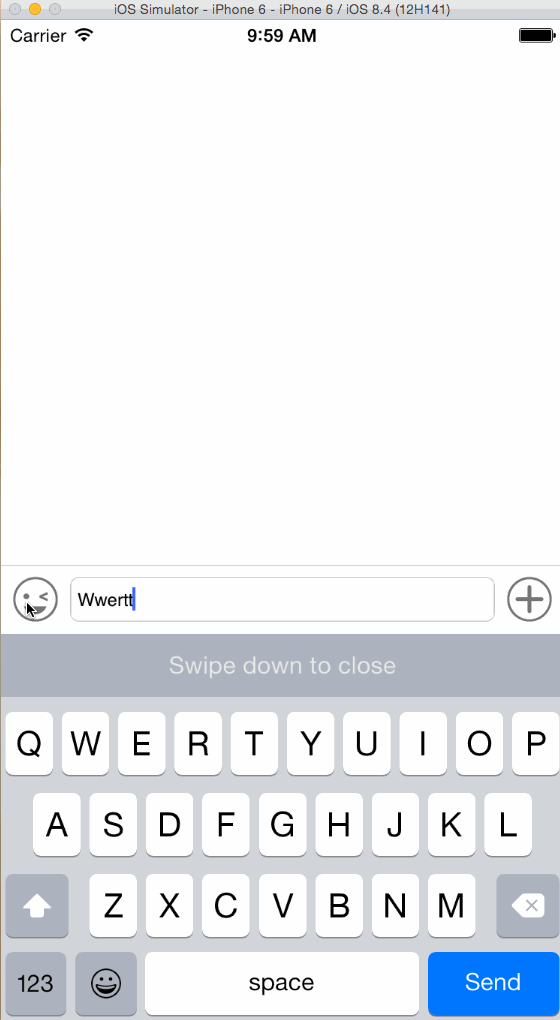 iOS Simulator - iPhone 6 - iPhone 6 / iOS 8.4 (12H141)
Carrier 9:59 AM
Wwertt
Swipe down to close
Q W E R T Y U I O P
A S D F G H J K L
Z X C V B N M
123 space Send